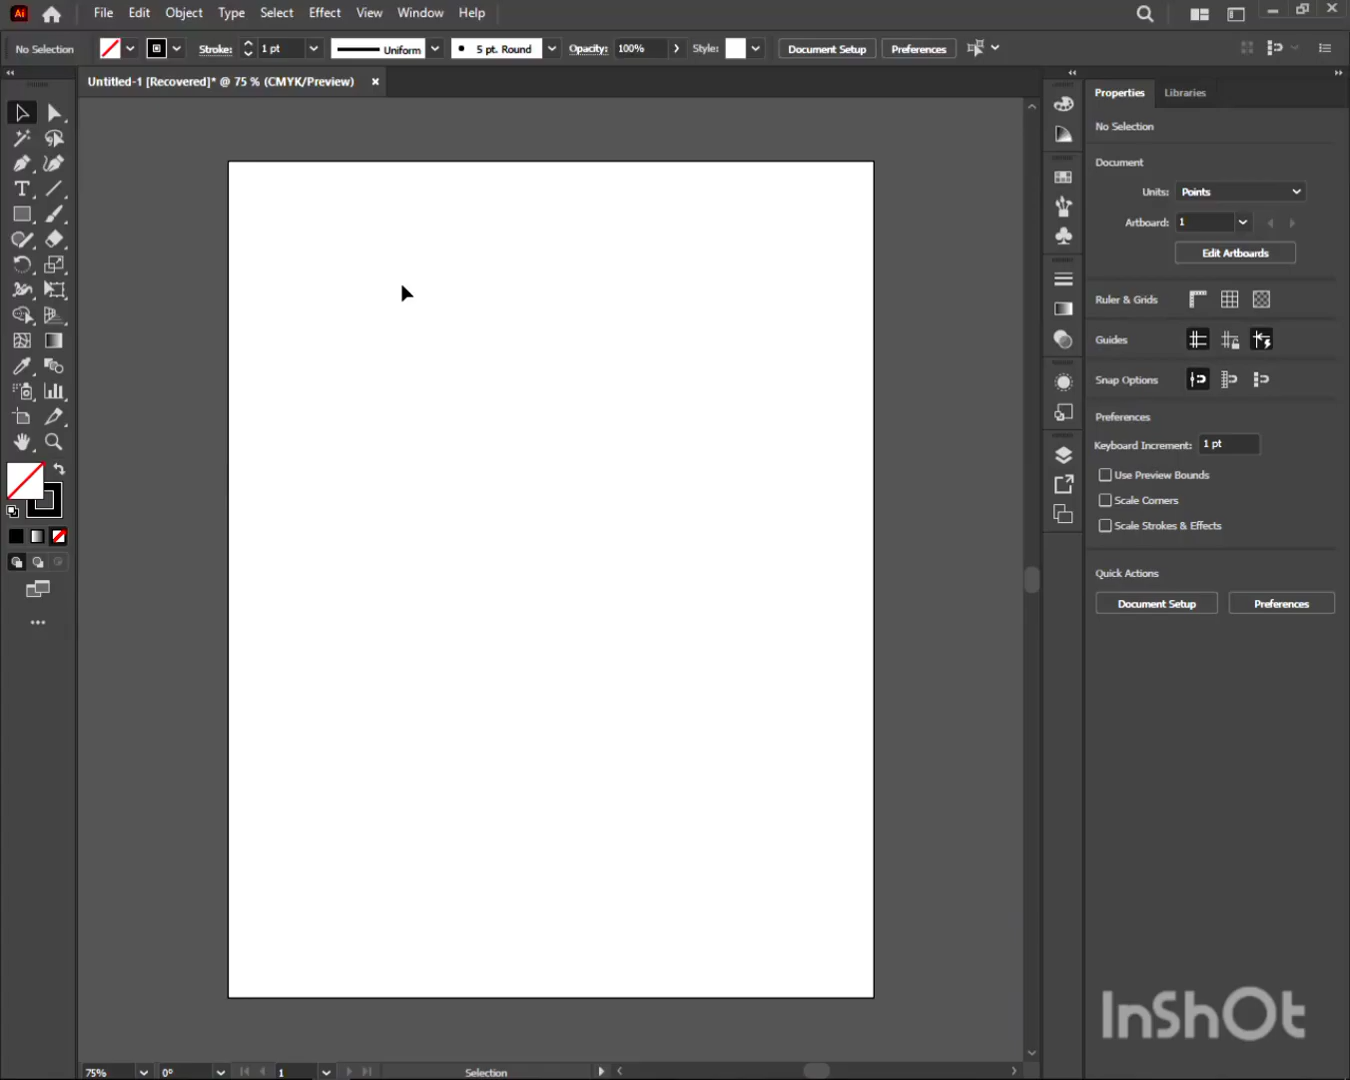 Ai File Edit Object Type Select Effect View Window Help
No Selection Stroke: 1 pt Uniform 5 pt. Round Opacity: 100% Style: Document Setup Preferences
Untitled-1 [Recovered]* @ 75 % (CMYK/Preview) ×
Properties Libraries
No Selection
Document
Units: Points
Artboard: 1
Edit Artboards
Ruler & Grids
Guides
Snap Options
Preferences
Keyboard Increment: 1 pt
Use Preview Bounds
Scale Corners
Scale Strokes & Effects
Quick Actions
Document Setup Preferences
InShOt
75% 0° 1 Selection